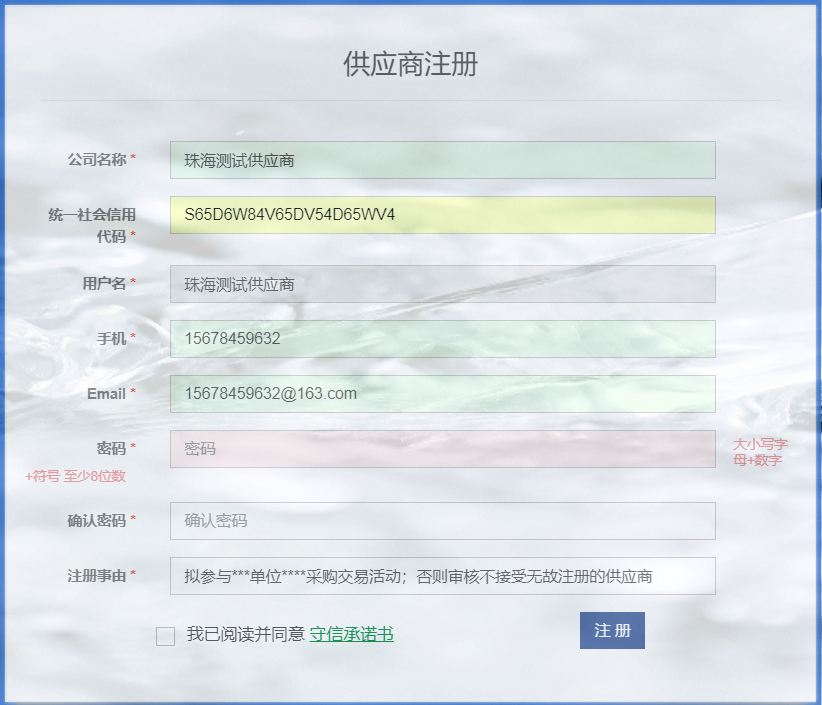 供应商注册
公司名称 * 珠海测试供应商
统一社会信用 S65D6W84V65DV54D65WV4
代码 *
用户名 * 珠海测试供应商
手机 * 15678459632
Email * 15678459632@163.com
密码 * 密码 大小写字
母+数字
+符号 至少8位数
确认密码 * 确认密码
注册事由 * 拟参与***单位****采购交易活动；否则审核不接受无故注册的供应商
我已阅读并同意 守信承诺书 注 册